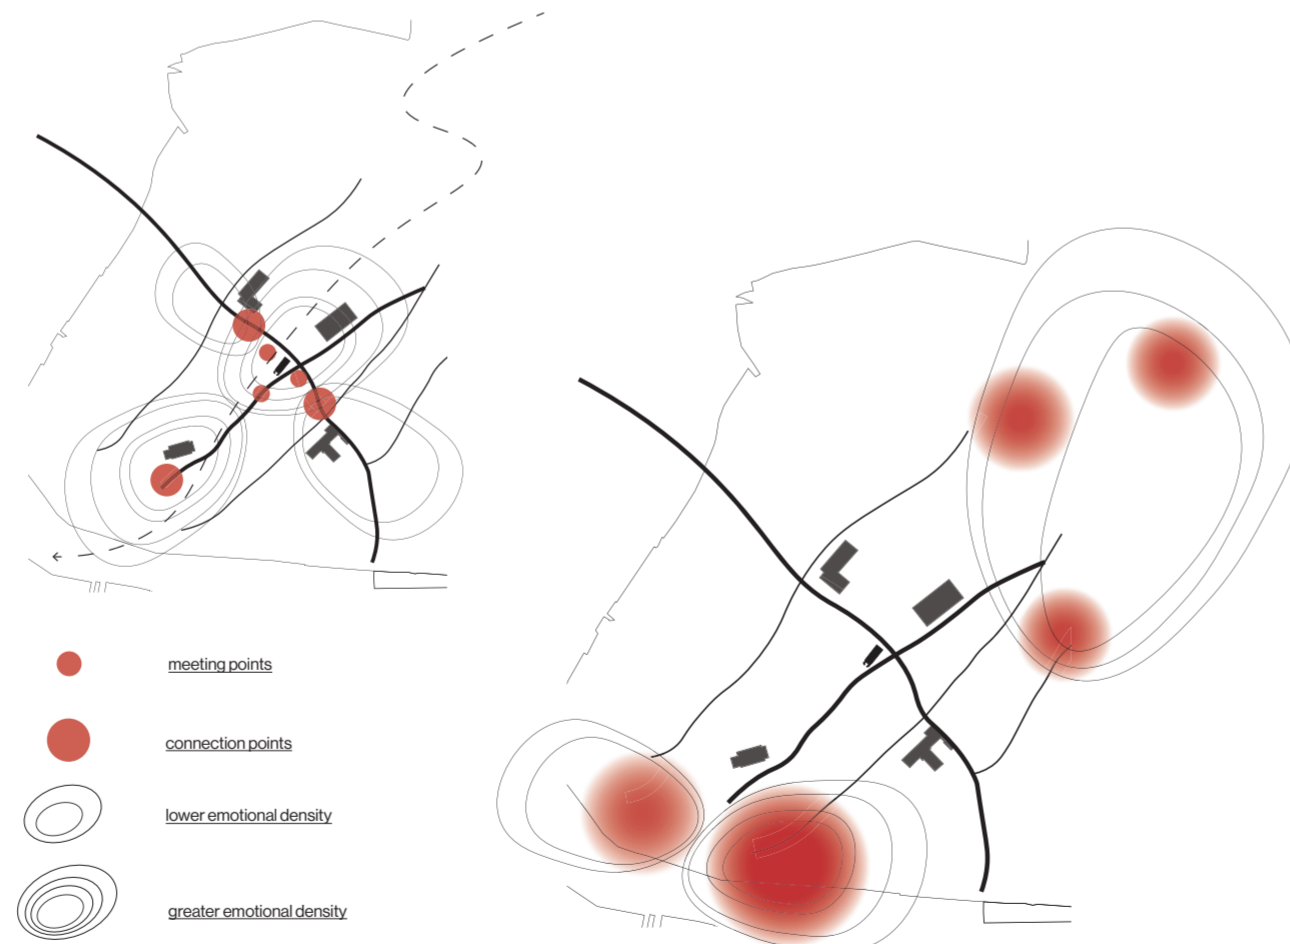 meeting points
connection points
lower emotional density
greater emotional density